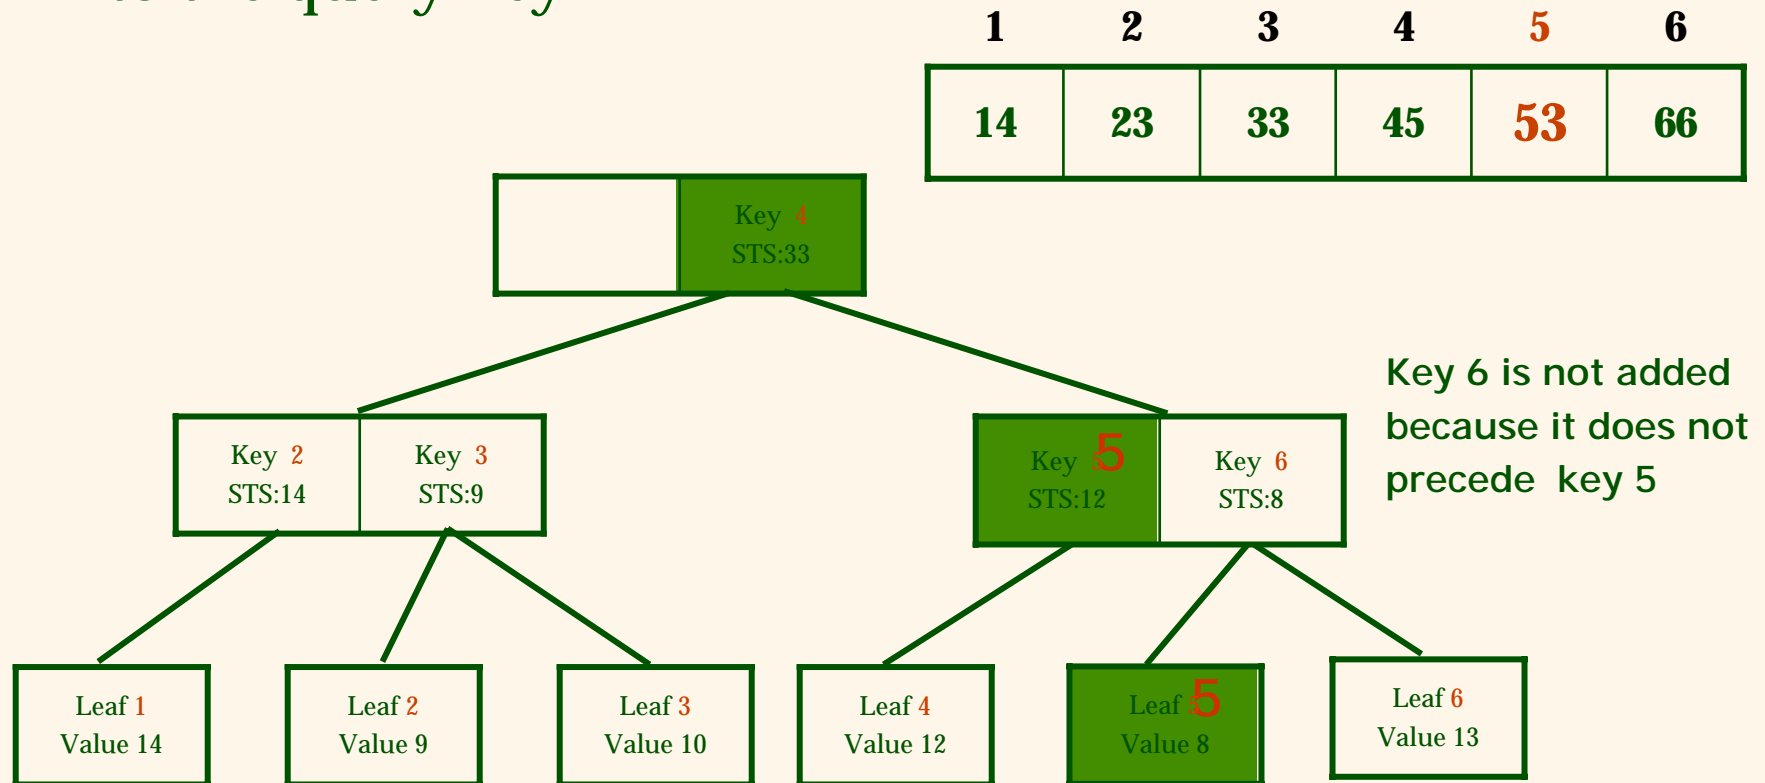 1 2 3 4 5 6
14 23 33 45 53 66
Key 4
STS:33
Key 6 is not added
because it does not
precede key 5
Key 2
STS:14
Key 3
STS:9
Key 5
STS:12
Key 6
STS:8
Leaf 1
Value 14
Leaf 2
Value 9
Leaf 3
Value 10
Leaf 4
Value 12
Leaf 5
Value 8
Leaf 6
Value 13